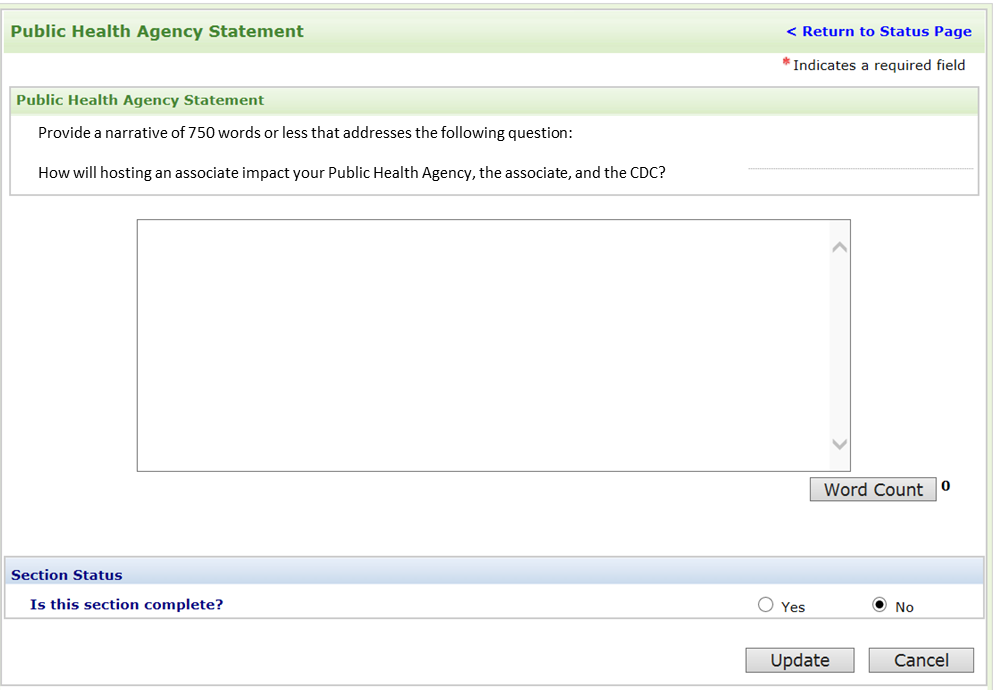 Public Health Agency Statement
< Return to Status Page
* Indicates a required field
Public Health Agency Statement
Provide a narrative of 750 words or less that addresses the following question:
How will hosting an associate impact your Public Health Agency, the associate, and the CDC?
Word Count 0
Section Status
Is this section complete? Yes No
Update Cancel